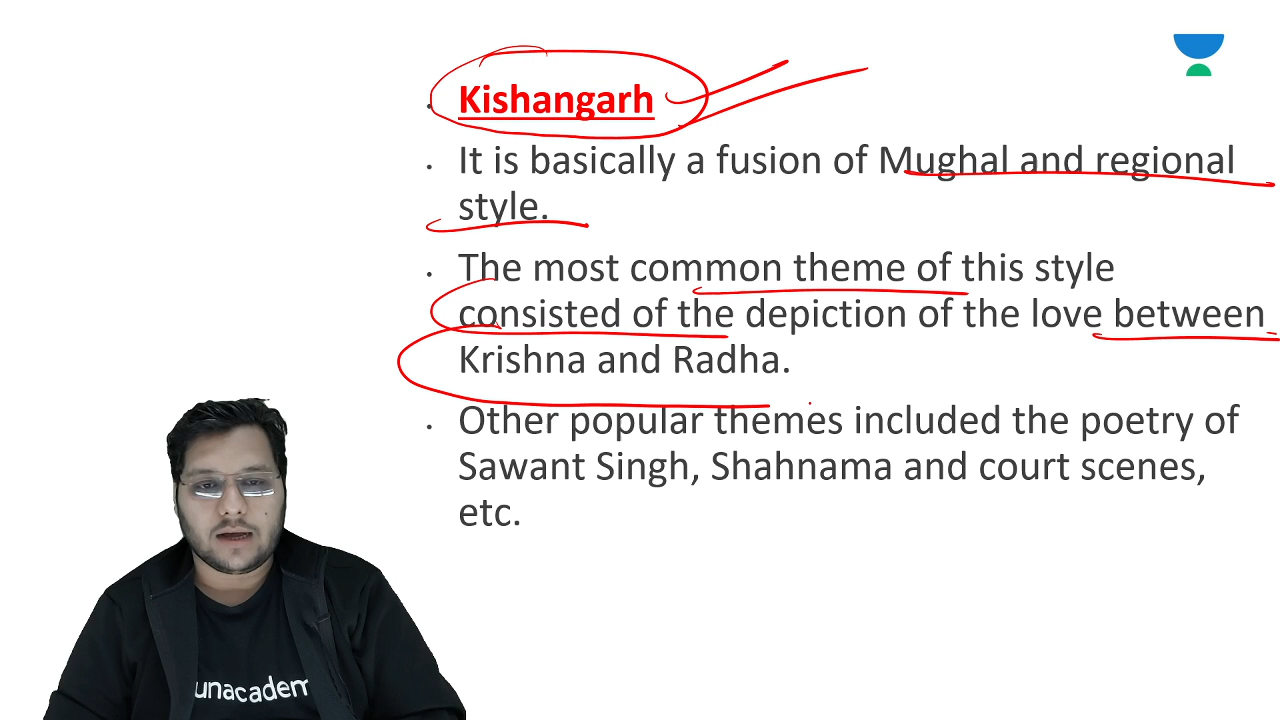 • Kishangarh
• It is basically a fusion of Mughal and regional
style.
• The most common theme of this style
consisted of the depiction of the love between
Krishna and Radha.
• Other popular themes included the poetry of
Sawant Singh, Shahnama and court scenes,
etc.
unacadem